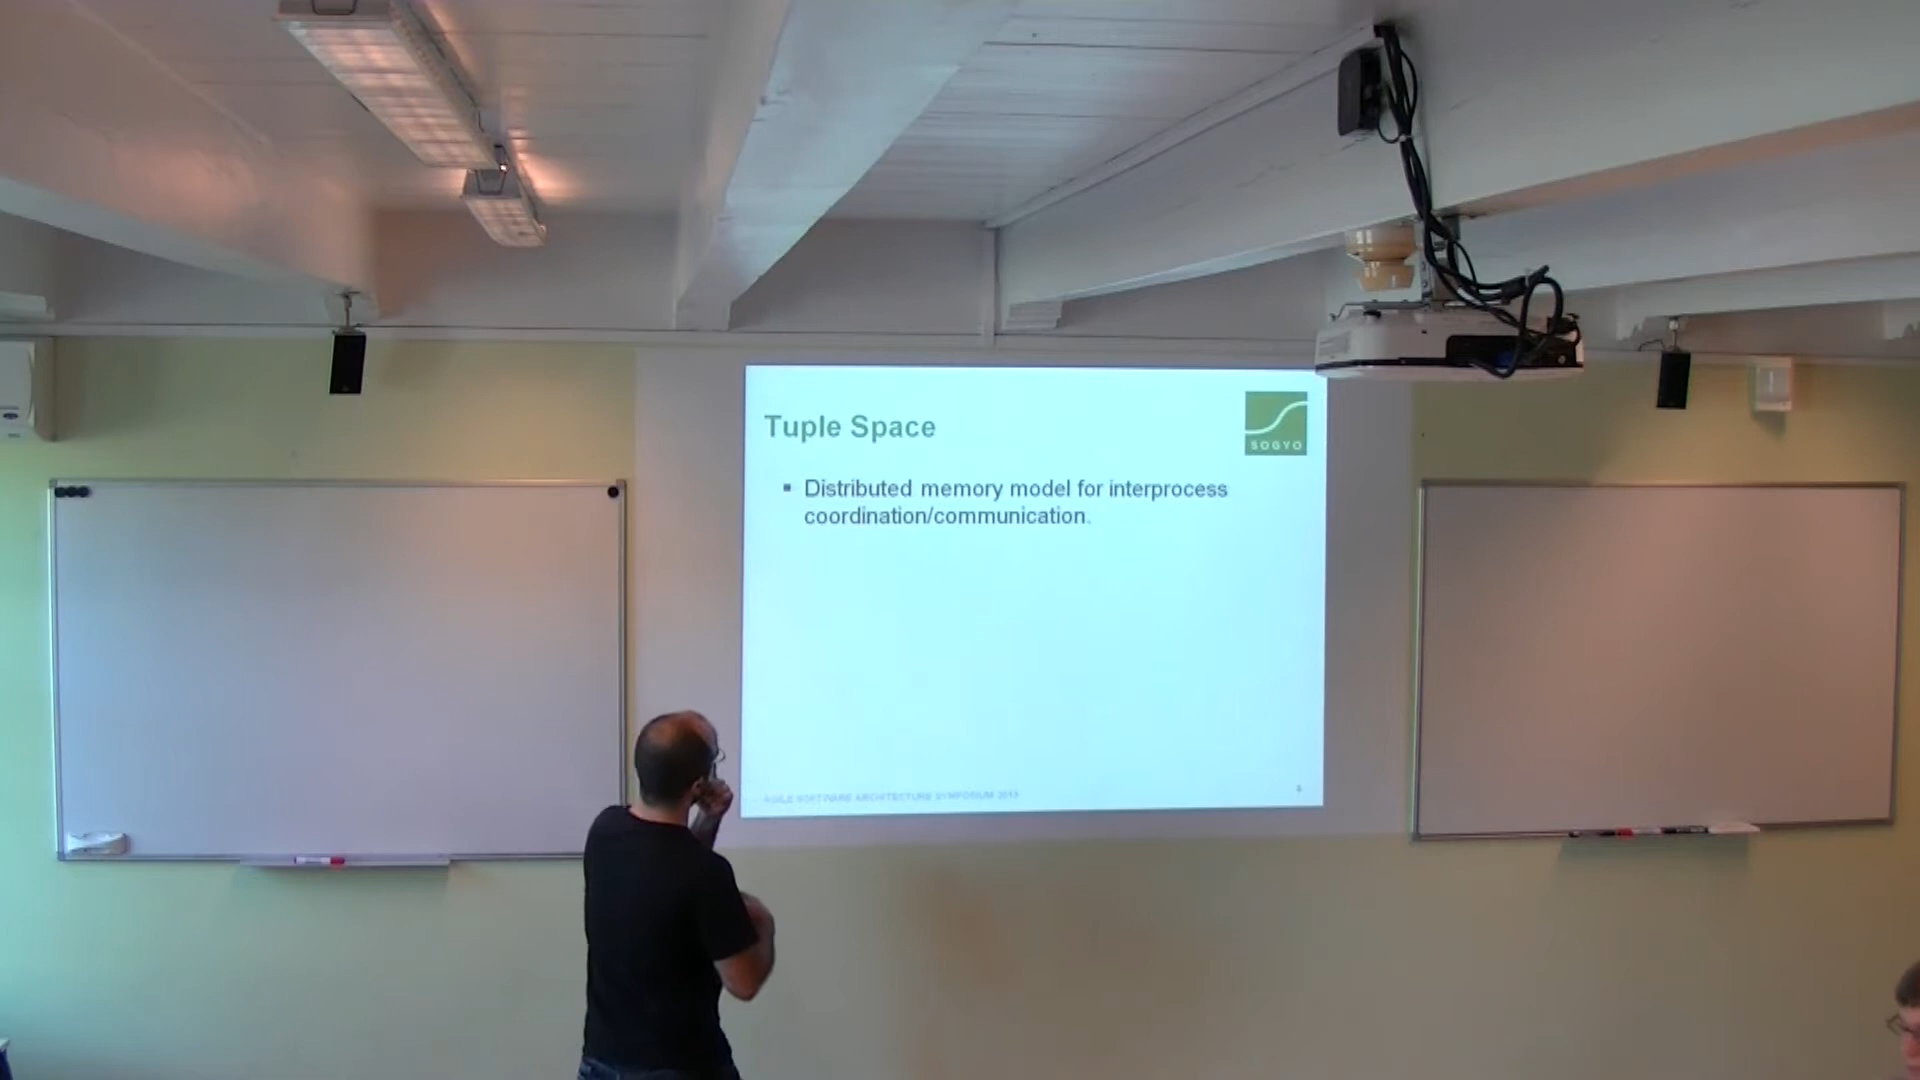 Tuple Space
SOGYO
▪ Distributed memory model for interprocess
coordination/communication.
AGILE SOFTWARE ARCHITECTURE SYMPOSIUM 2013